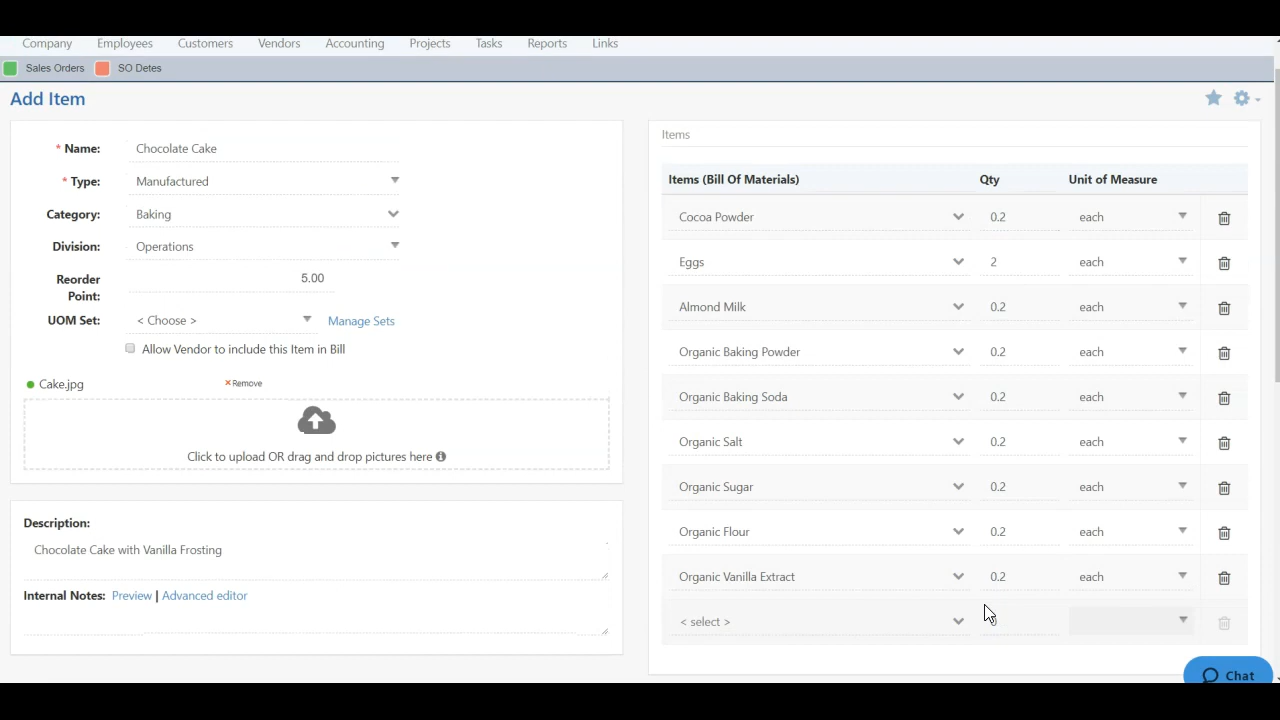 Company Employees Customers Vendors Accounting Projects Tasks Reports Links
Sales Orders SO Detes
Add Item
* Name: Chocolate Cake
* Type: Manufactured
Category: Baking
Division: Operations
Reorder Point: 5.00
UOM Set: < Choose > Manage Sets
Allow Vendor to include this Item in Bill
Cake.jpg × Remove
Click to upload OR drag and drop pictures here
Description:
Chocolate Cake with Vanilla Frosting
Internal Notes: Preview | Advanced editor
Items
Items (Bill Of Materials) Qty Unit of Measure
Cocoa Powder 0.2 each
Eggs 2 each
Almond Milk 0.2 each
Organic Baking Powder 0.2 each
Organic Baking Soda 0.2 each
Organic Salt 0.2 each
Organic Sugar 0.2 each
Organic Flour 0.2 each
Organic Vanilla Extract 0.2 each
< select >
Chat